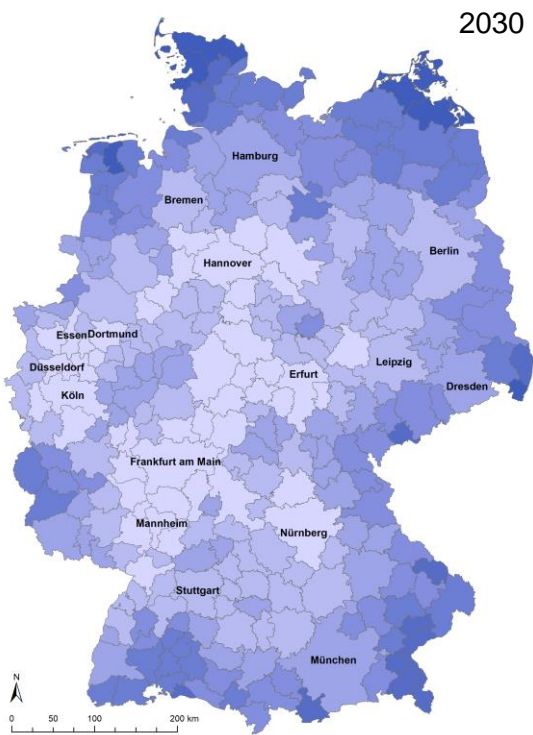 2030
Hamburg
Bremen
Berlin
Hannover
Essen Dortmund
Düsseldorf
Leipzig
Erfurt
Dresden
Köln
Frankfurt am Main
Mannheim
Nürnberg
Stuttgart
München
N
0 50 100 200 km